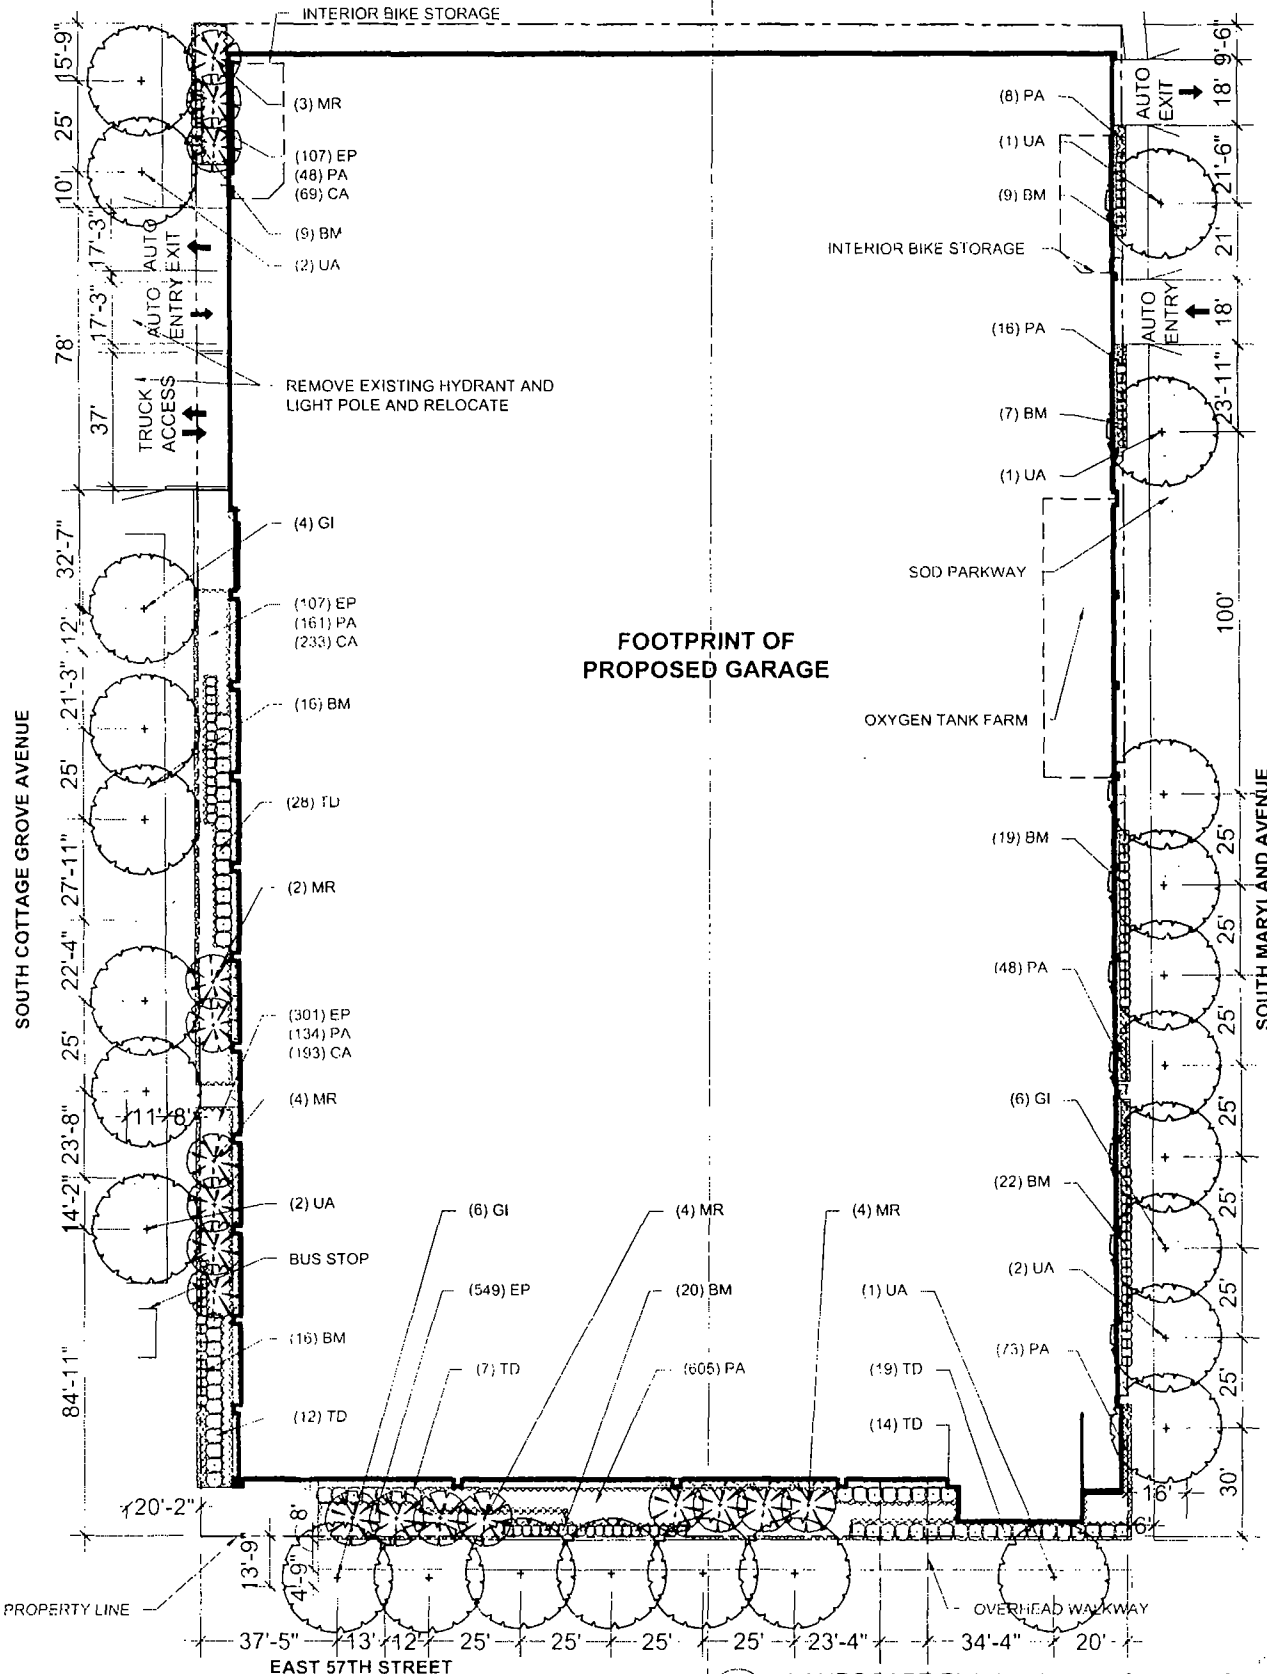 INTERIOR BIKE STORAGE
15'-9"
25'
10'
17'-3"
17'-3"
78'
37'
32'-7"
12'
21'-3"
25'
27'-11"
22'-4"
25'
23'-8"
14'-2"
84'-11"
11'
8'
20'-2"
SOUTH COTTAGE GROVE AVENUE
AUTO
EXIT
AUTO
ENTRY
TRUCK
ACCESS
(3) MR
(107) EP
(48) PA
(69) CA
(9) BM
(2) UA
REMOVE EXISTING HYDRANT AND
LIGHT POLE AND RELOCATE
(4) GI
(107) EP
(161) PA
(233) CA
(16) BM
(28) TD
(2) MR
(301) EP
(134) PA
(193) CA
(4) MR
(2) UA
BUS STOP
(16) BM
(12) TD
FOOTPRINT OF
PROPOSED GARAGE
(6) GI
(549) EP
(7) TD
(4) MR
(20) BM
(605) PA
(4) MR
(1) UA
(19) TD
(14) TD
(8) PA
(1) UA
(9) BM
INTERIOR BIKE STORAGE
(16) PA
(7) BM
(1) UA
SOD PARKWAY
OXYGEN TANK FARM
(19) BM
(48) PA
(6) GI
(22) BM
(2) UA
(73) PA
AUTO
EXIT
AUTO
ENTRY
9'-6"
18'
21'-6"
21'
18'
23'-11"
100'
25'
25'
25'
25'
25'
25'
25'
30'
16'
6'
SOUTH MARYLAND AVENUE
8'
13'-9"
4'-9"
PROPERTY LINE
OVERHEAD WALKWAY
37'-5"
13'
12'
25'
25'
25'
25'
23'-4"
34'-4"
20'
EAST 57TH STREET